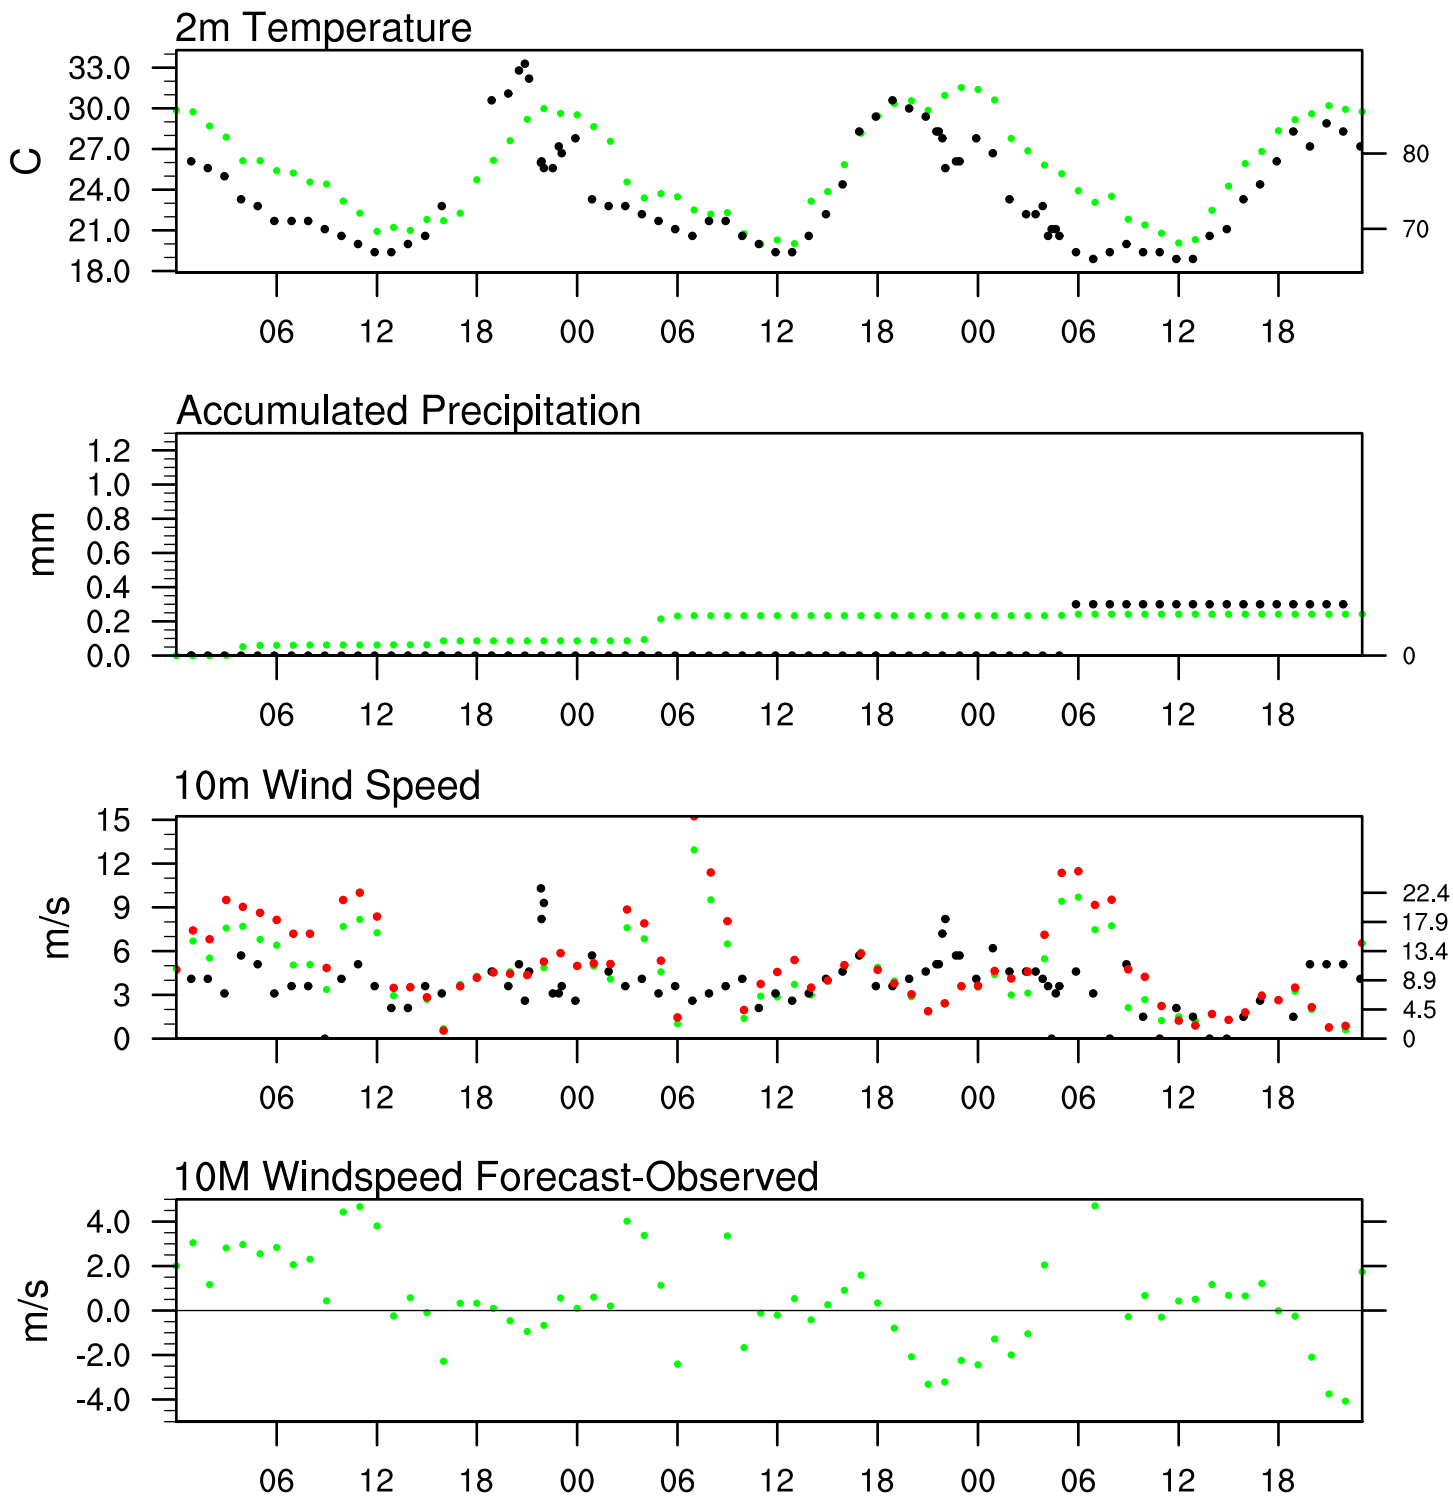 2m Temperature
33.0
30.0
27.0
24.0
21.0
18.0
C
80
70
06 12 18 00 06 12 18 00 06 12 18
Accumulated Precipitation
1.2
1.0
0.8
0.6
0.4
0.2
0.0
mm
0
06 12 18 00 06 12 18 00 06 12 18
10m Wind Speed
15
12
9
6
3
0
m/s
22.4
17.9
13.4
8.9
4.5
0
06 12 18 00 06 12 18 00 06 12 18
10M Windspeed Forecast-Observed
4.0
2.0
0.0
-2.0
-4.0
m/s
06 12 18 00 06 12 18 00 06 12 18